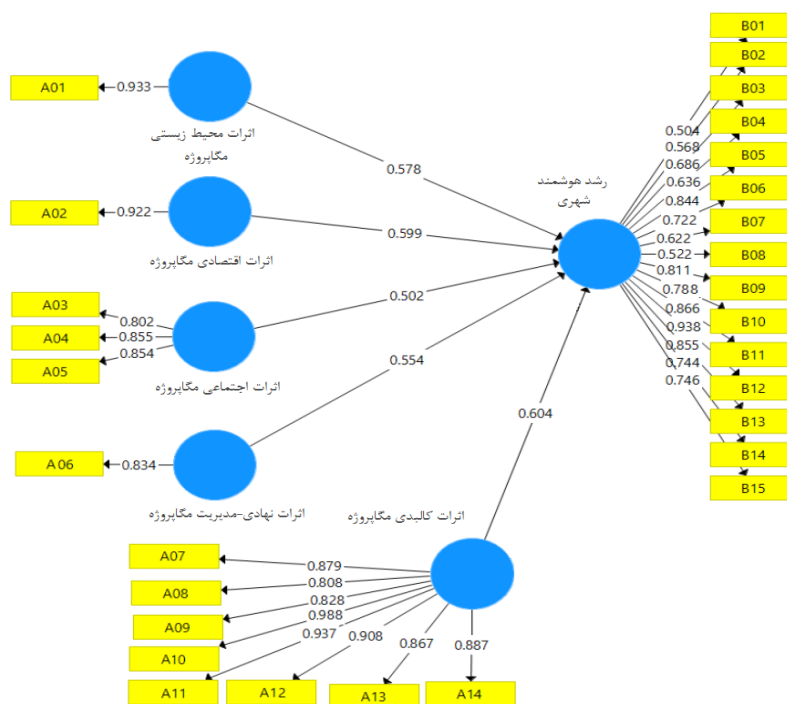 B01
B02
B03
B04
B05
B06
B07
B08
B09
B10
B11
B12
B13
B14
B15
0.504
0.568
0.686
0.636
0.844
0.722
0.622
0.522
0.811
0.788
0.866
0.938
0.855
0.744
0.746
رشد هوشمند
شهری
A01
0.933
اثرات محیط زیستی
مگاپروژه
0.578
A02
0.922
اثرات اقتصادی مگاپروژه
0.599
A03
A04
A05
0.802
0.855
0.854
اثرات اجتماعی مگاپروژه
0.502
A06
0.834
اثرات نهادی-مدیریت مگاپروژه
0.554
اثرات کالبدی مگاپروژه
0.604
A07
A08
A09
A10
A11
A12
A13
A14
0.879
0.808
0.828
0.988
0.937
0.908
0.867
0.887